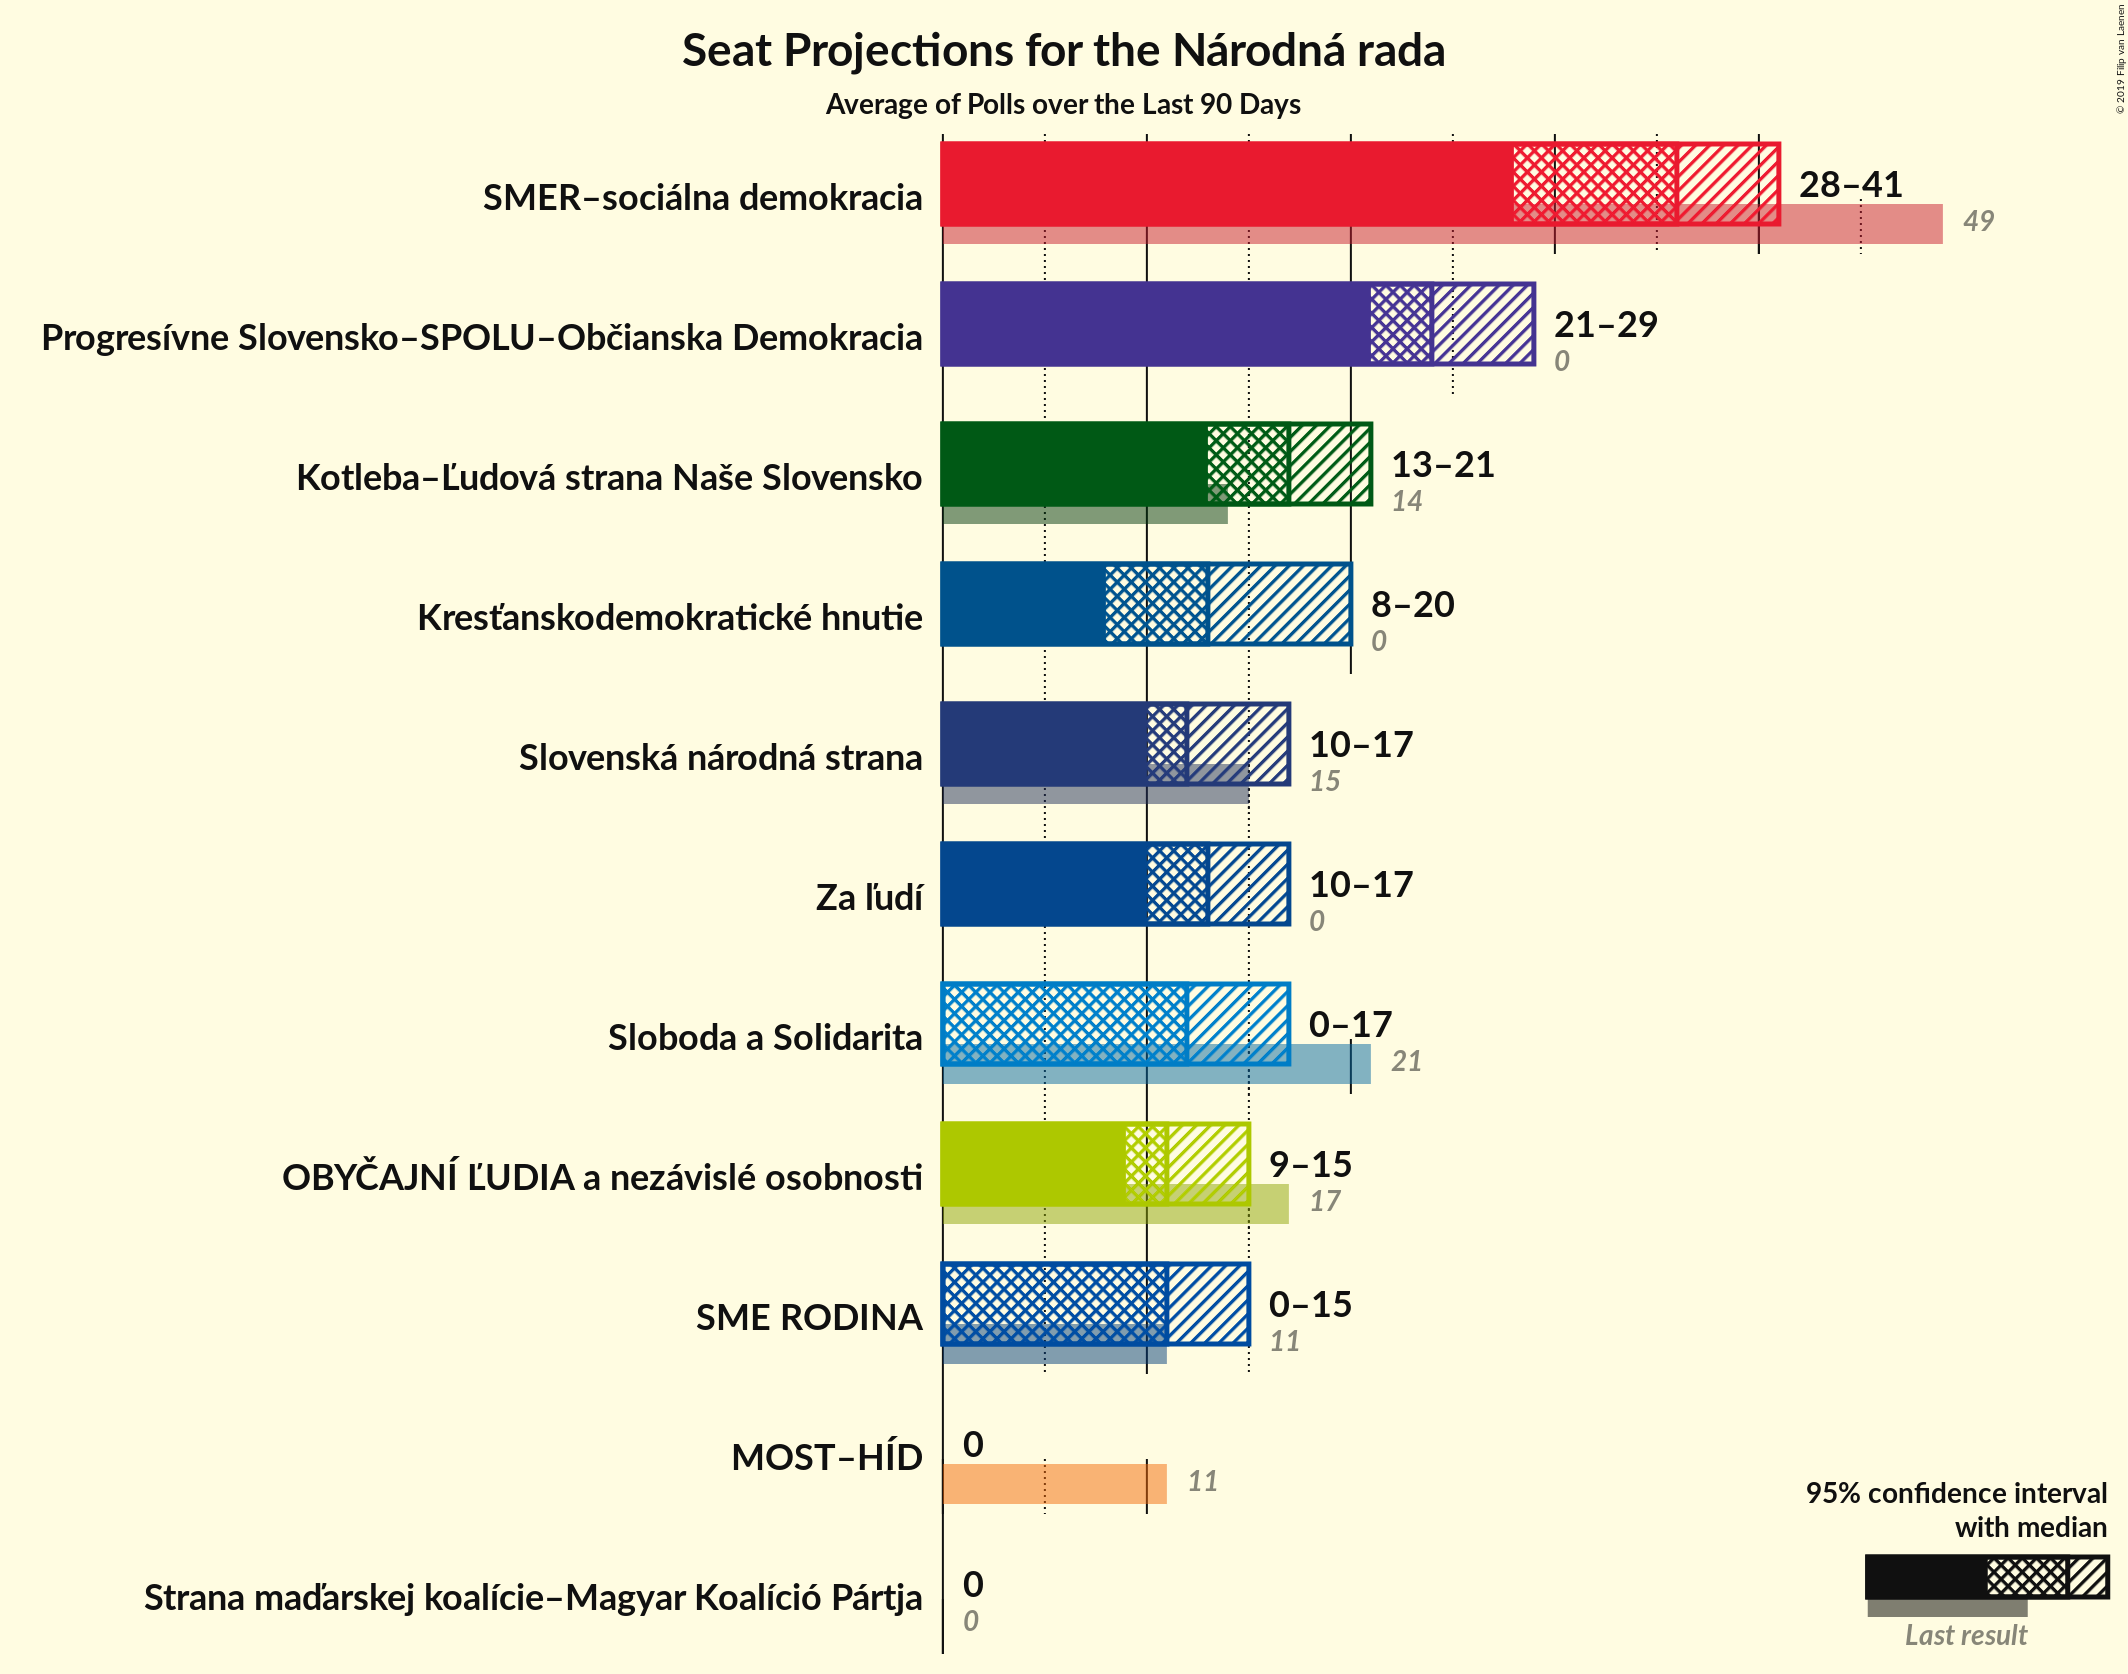 Seat Projections for the Národná rada
Average of Polls over the Last 90 Days
© 2019 Filip van Laenen
SMER–sociálna demokracia
28–41
49
Progresívne Slovensko–SPOLU–Občianska Demokracia
21–29
0
Kotleba–Ľudová strana Naše Slovensko
13–21
14
Kresťanskodemokratické hnutie
8–20
0
Slovenská národná strana
10–17
15
Za ľudí
10–17
0
Sloboda a Solidarita
0–17
21
OBYČAJNÍ ĽUDIA a nezávislé osobnosti
9–15
17
SME RODINA
0–15
11
MOST–HÍD
0
11
Strana maďarskej koalície–Magyar Koalíció Pártja
0
0
95% confidence interval
with median
Last result